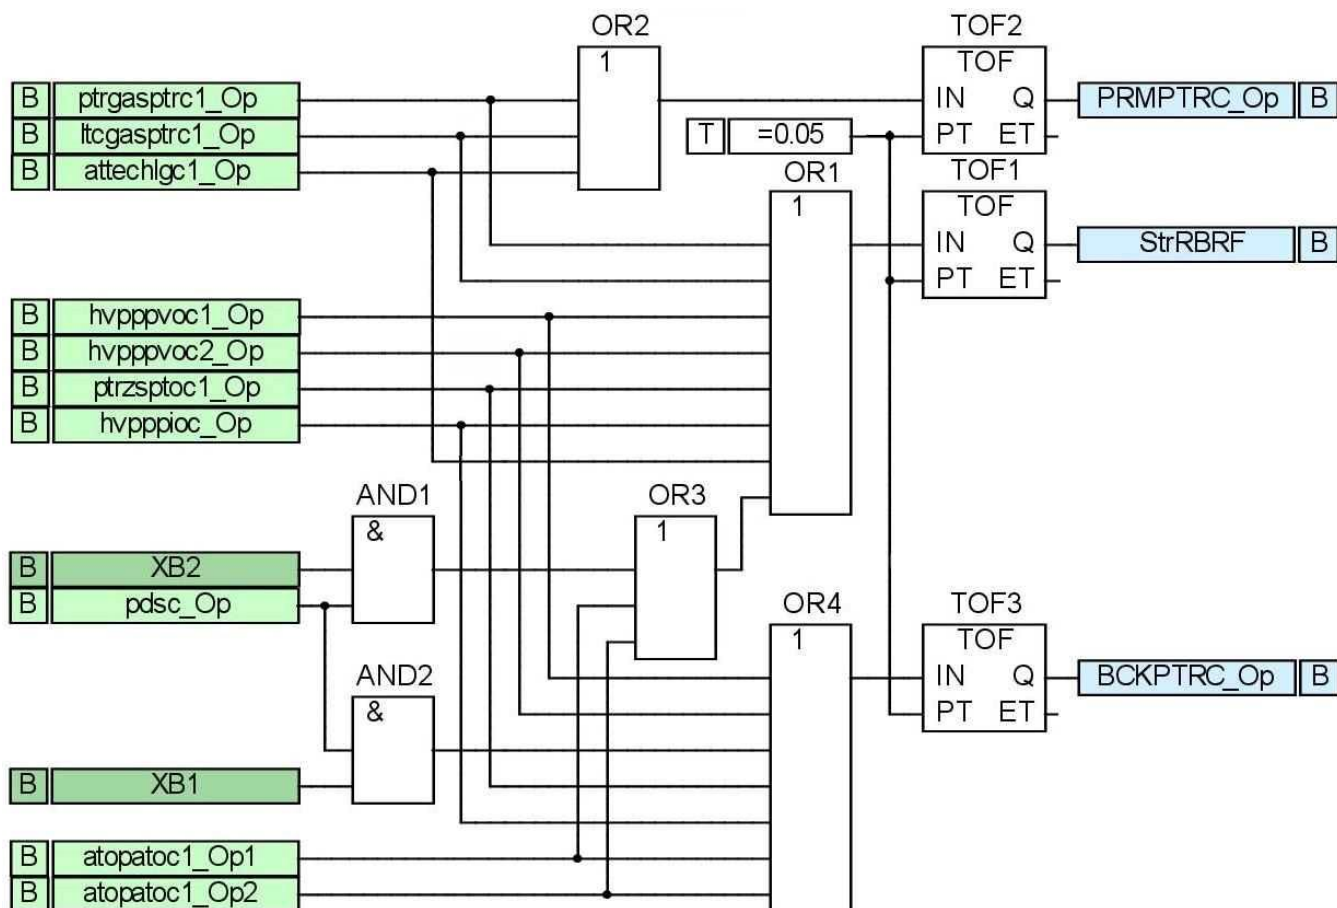 OR2 TOF2
1 TOF
B ptrgasptrc1_Op IN Q PRMPTRC_Op B
B ltcgasptrc1_Op T =0.05 PT ET
B attechlgc1_Op OR1 TOF1
1 TOF
IN Q StrRBRF B
PT ET
B hvpppvoc1_Op
B hvpppvoc2_Op
B ptrzsptoc1_Op
B hvpppioc_Op
AND1 OR3
& 1
B XB2
B pdsc_Op OR4 TOF3
1 TOF
AND2 IN Q BCKPTRC_Op B
& PT ET
B XB1
B atopatoc1_Op1
B atopatoc1_Op2